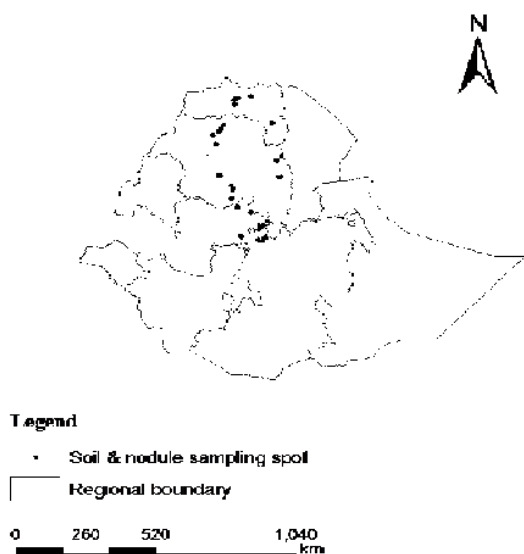 N
Legend
Soil & nodule sampling spot
Regional boundary
0 260 520 1,040
km